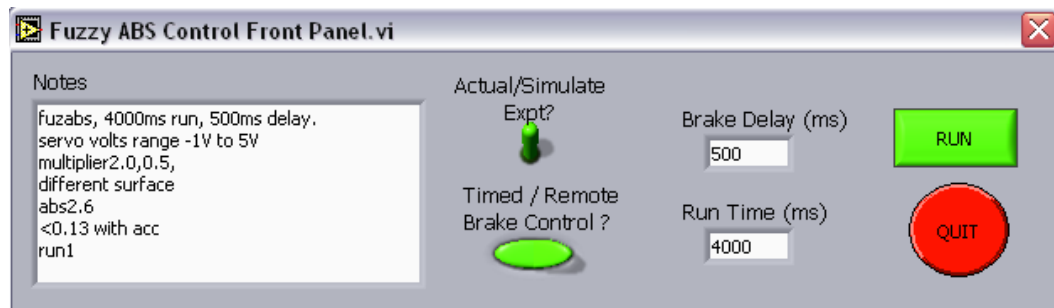 Fuzzy ABS Control Front Panel.vi
Notes
fuzabs, 4000ms run, 500ms delay.
servo volts range -1V to 5V
multiplier2.0,0.5,
different surface
abs2.6
<0.13 with acc
run1
Actual/Simulate
Expt?
Timed / Remote
Brake Control ?
Brake Delay (ms)
500
Run Time (ms)
4000
RUN
QUIT